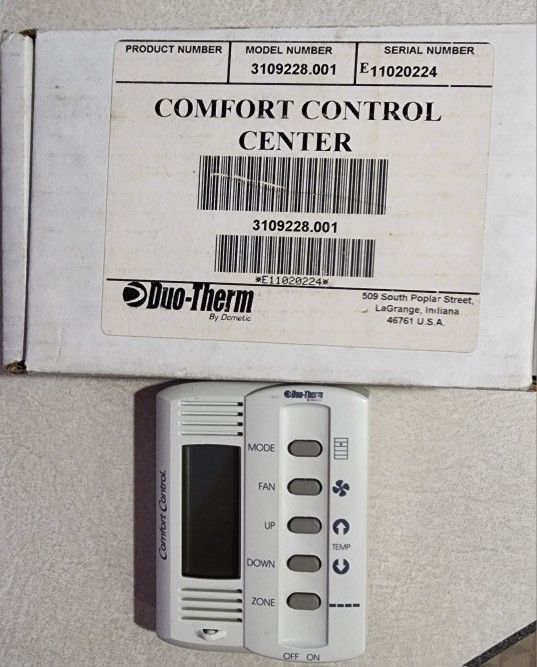 PRODUCT NUMBER
MODEL NUMBER
3109228.001
SERIAL NUMBER
E11020224
COMFORT CONTROL
CENTER
3109228.001
*E11020224*
Duo-Therm
By Dometic
509 South Poplar Street,
LaGrange, Indiana
46761 U.S.A.
Duo-Therm
Comfort Control
MODE
FAN
UP
TEMP
DOWN
ZONE
OFF ON